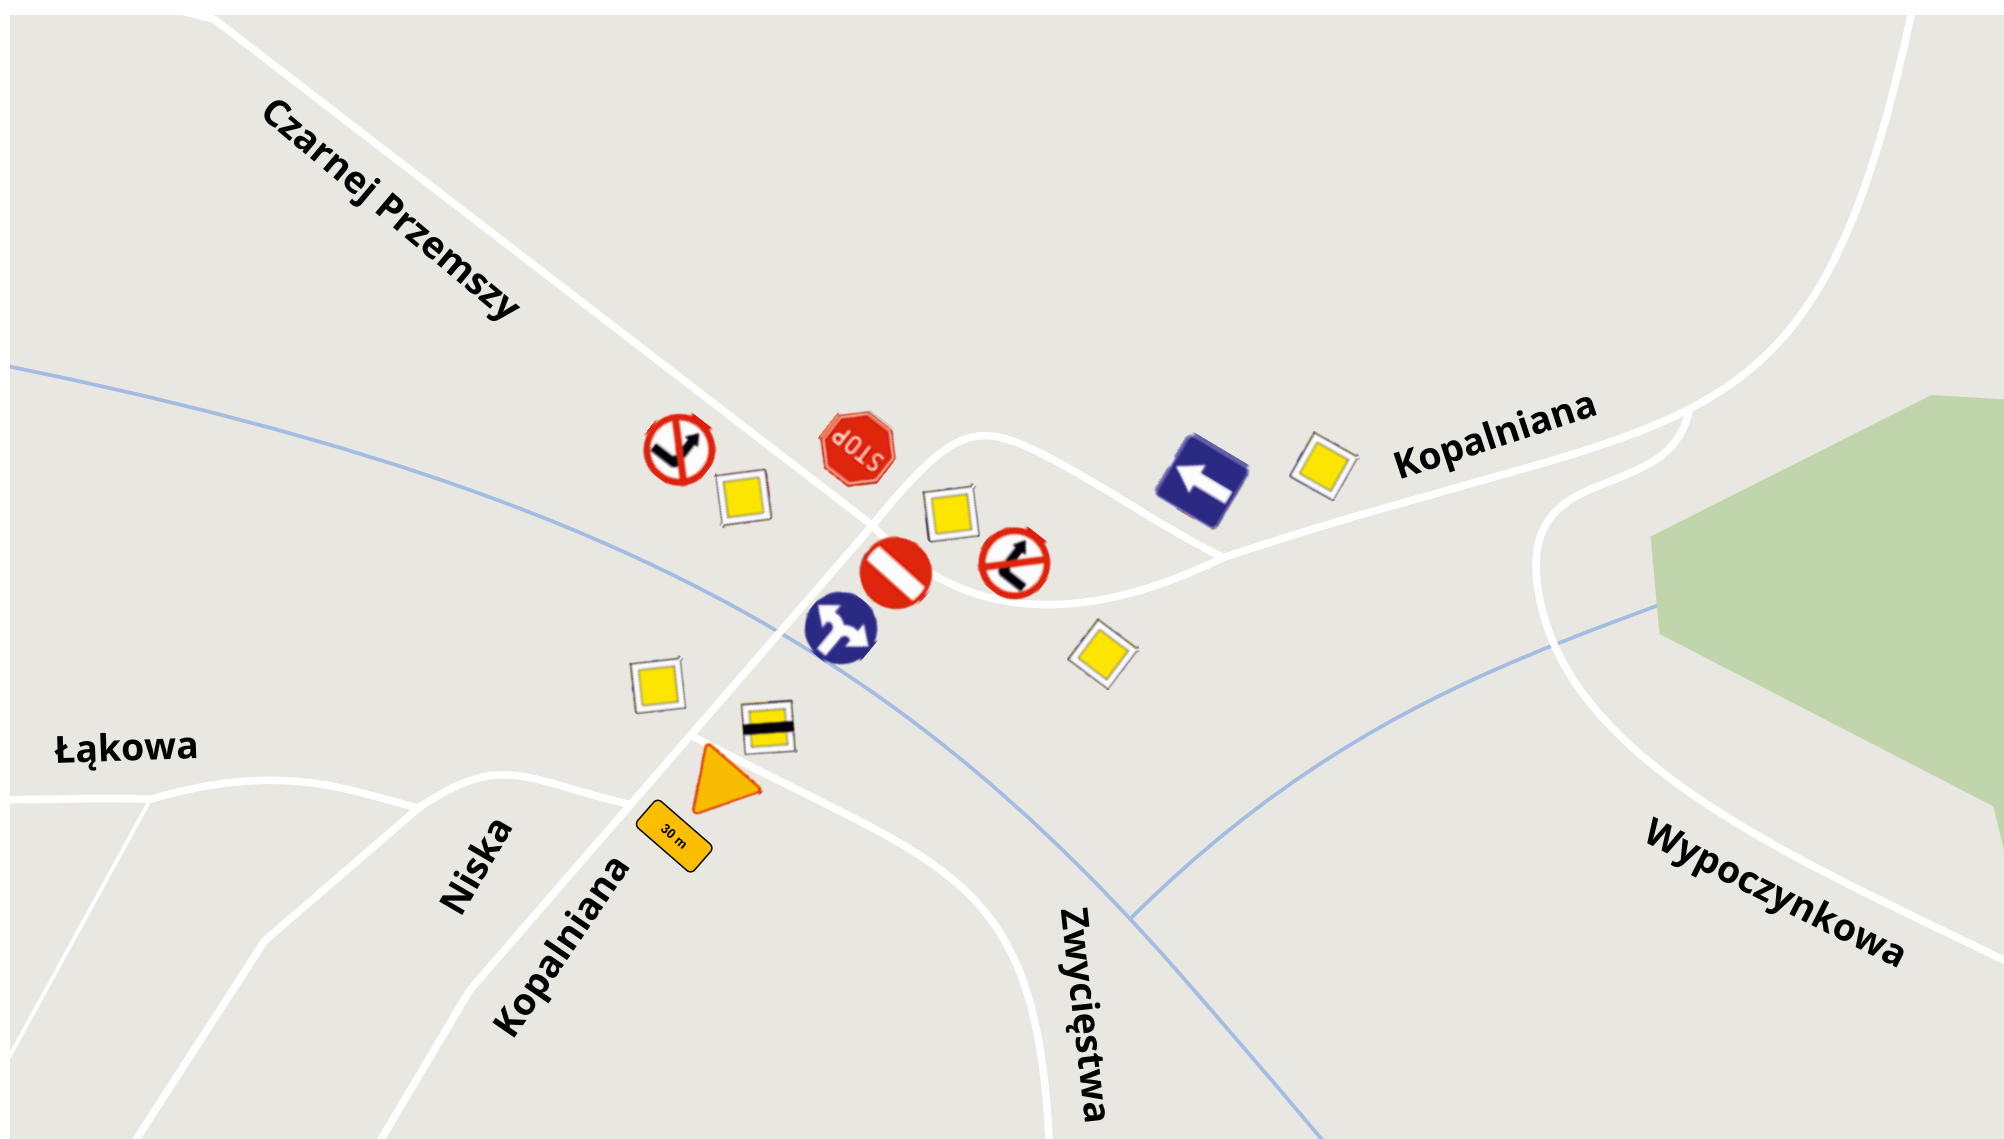 Czarnej Przemszy
STOP
Kopalniana
Łąkowa
30 m
Niska
Kopalniana
Zwycięstwa
Wypoczynkowa